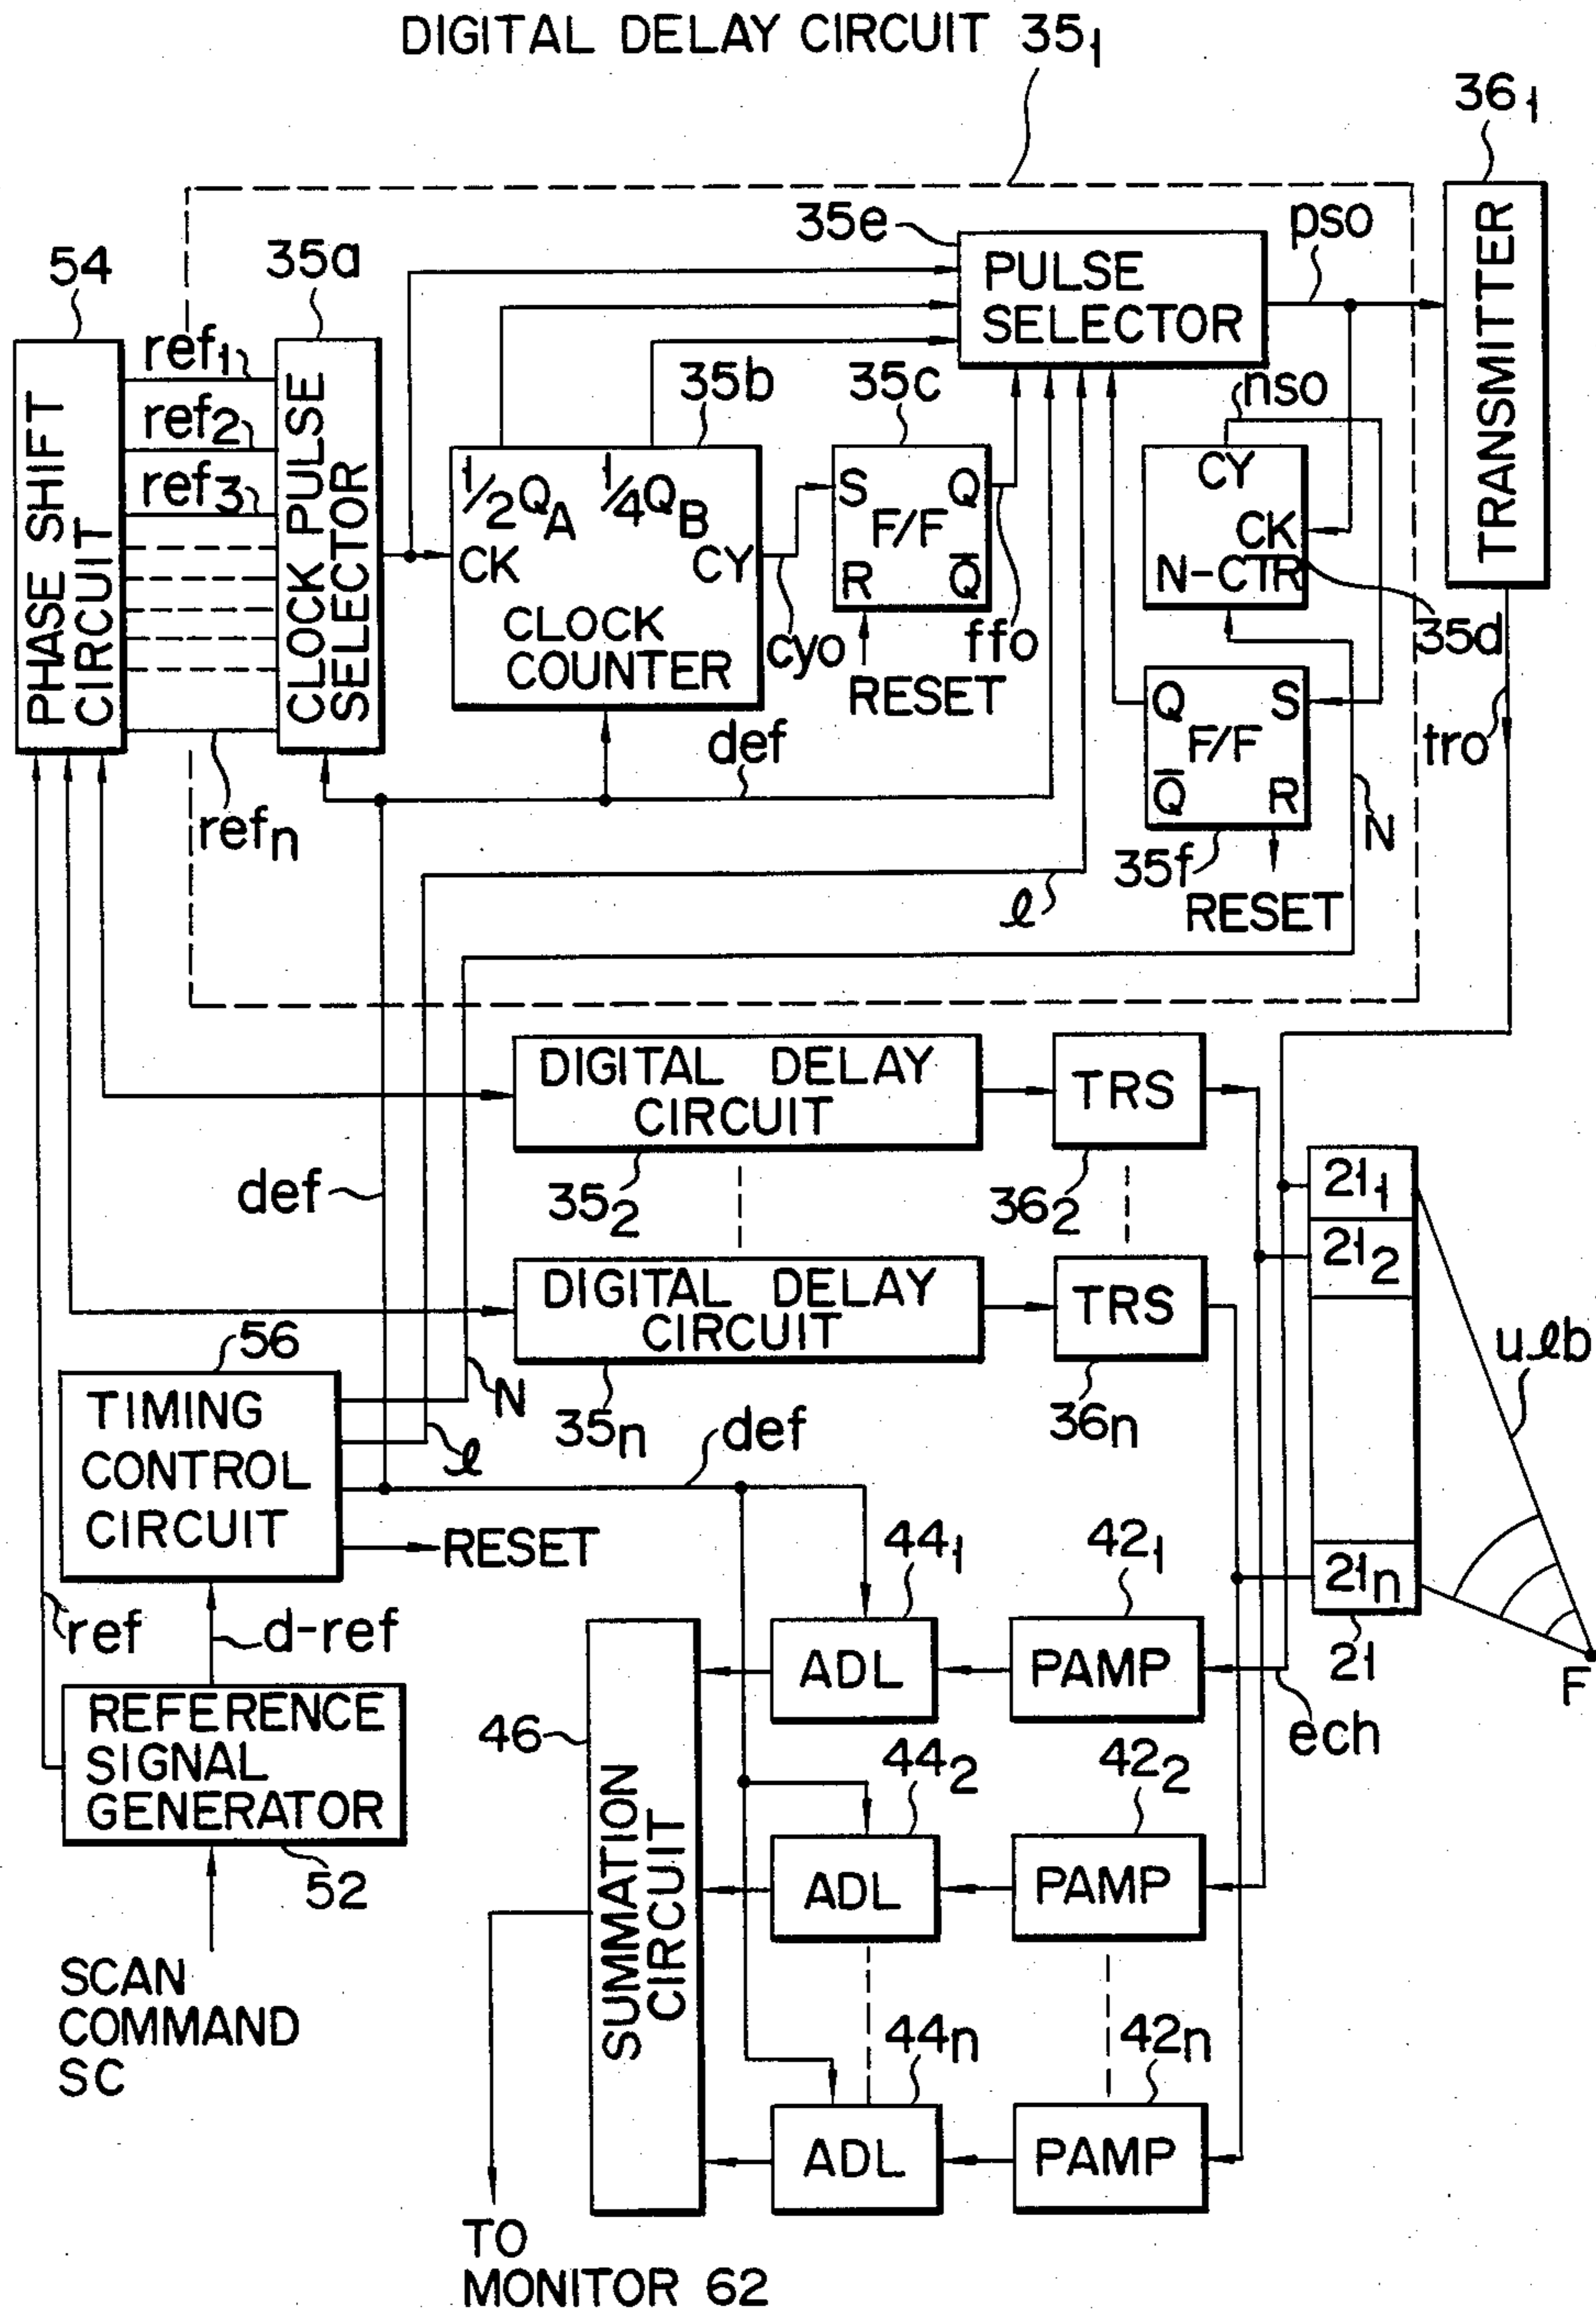 DIGITAL DELAY CIRCUIT 35₁
36₁
TRANSMITTER
35e
PULSE
SELECTOR
pso
54
35a
PHASE SHIFT
CIRCUIT
ref₁
ref₂
ref₃
refn
CLOCK PULSE
SELECTOR
35b
1/2QA 1/4QB
CK CY
CLOCK
COUNTER
cyo
35c
S Q
F/F
R Q̄
ffo
RESET
nso
CY
CK
N-CTR
35d
Q S
F/F
Q̄ R
35f
RESET
N
tro
def
ℓ
DIGITAL DELAY
CIRCUIT
35₂
TRS
36₂
def
DIGITAL DELAY
CIRCUIT
35n
TRS
36n
21₁
21₂
21n
21
uℓb
F
56
TIMING
CONTROL
CIRCUIT
N
ℓ
def
RESET
ref
d-ref
REFERENCE
SIGNAL
GENERATOR
52
SCAN
COMMAND
SC
46
SUMMATION
CIRCUIT
44₁
ADL
42₁
PAMP
ech
44₂
ADL
42₂
PAMP
44n
ADL
42n
PAMP
TO
MONITOR 62